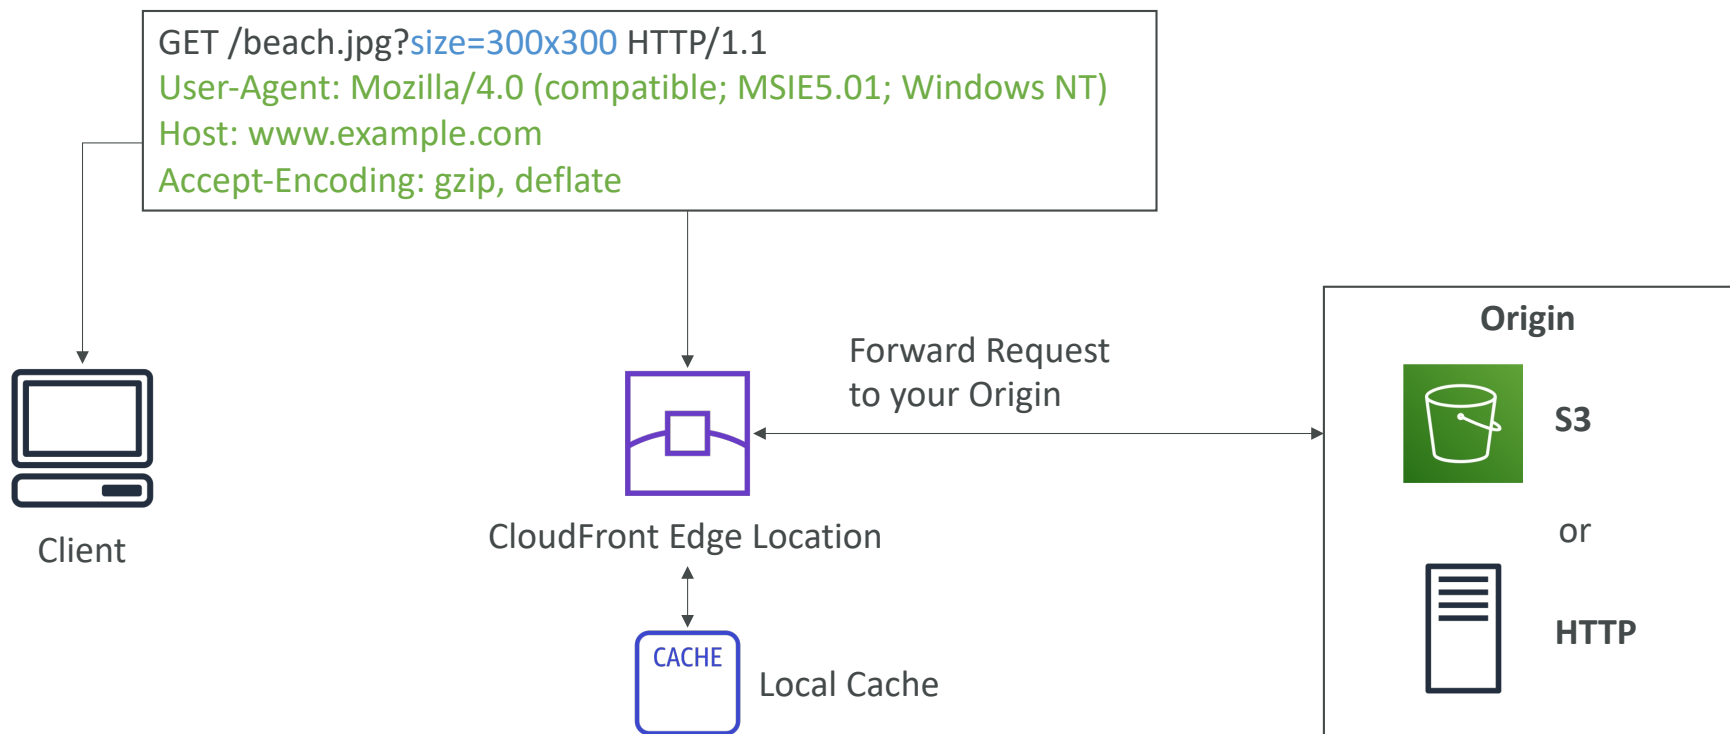 GET /beach.jpg?size=300x300 HTTP/1.1
User-Agent: Mozilla/4.0 (compatible; MSIE5.01; Windows NT)
Host: www.example.com
Accept-Encoding: gzip, deflate
Origin
Forward Request
to your Origin
S3
or
HTTP
Client
CloudFront Edge Location
CACHE
Local Cache